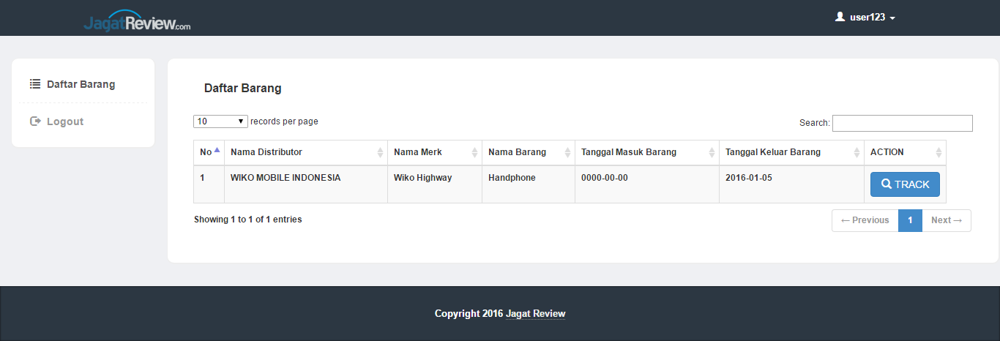 JagatReview.com
user123
Daftar Barang
Logout
Daftar Barang
10 records per page
Search:
No Nama Distributor Nama Merk Nama Barang Tanggal Masuk Barang Tanggal Keluar Barang ACTION
1 WIKO MOBILE INDONESIA Wiko Highway Handphone 0000-00-00 2016-01-05 TRACK
Showing 1 to 1 of 1 entries
← Previous 1 Next →
Copyright 2016 Jagat Review